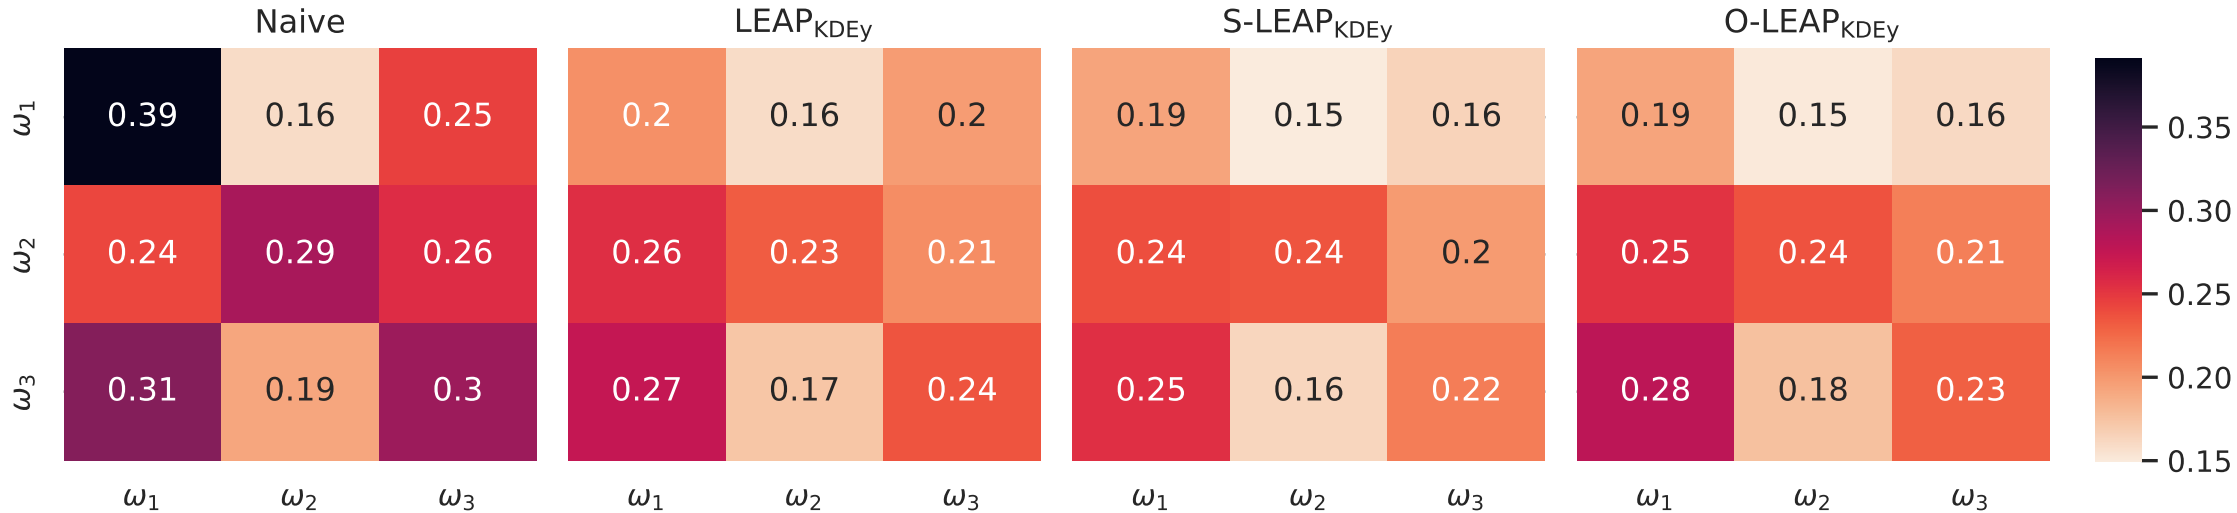 Naive LEAP_KDEy S-LEAP_KDEy O-LEAP_KDEy
ω1 0.39 0.16 0.25 0.2 0.16 0.2 0.19 0.15 0.16 0.19 0.15 0.16
0.35
0.30
ω2 0.24 0.29 0.26 0.26 0.23 0.21 0.24 0.24 0.2 0.25 0.24 0.21
0.25
0.20
ω3 0.31 0.19 0.3 0.27 0.17 0.24 0.25 0.16 0.22 0.28 0.18 0.23
0.15
ω1 ω2 ω3 ω1 ω2 ω3 ω1 ω2 ω3 ω1 ω2 ω3